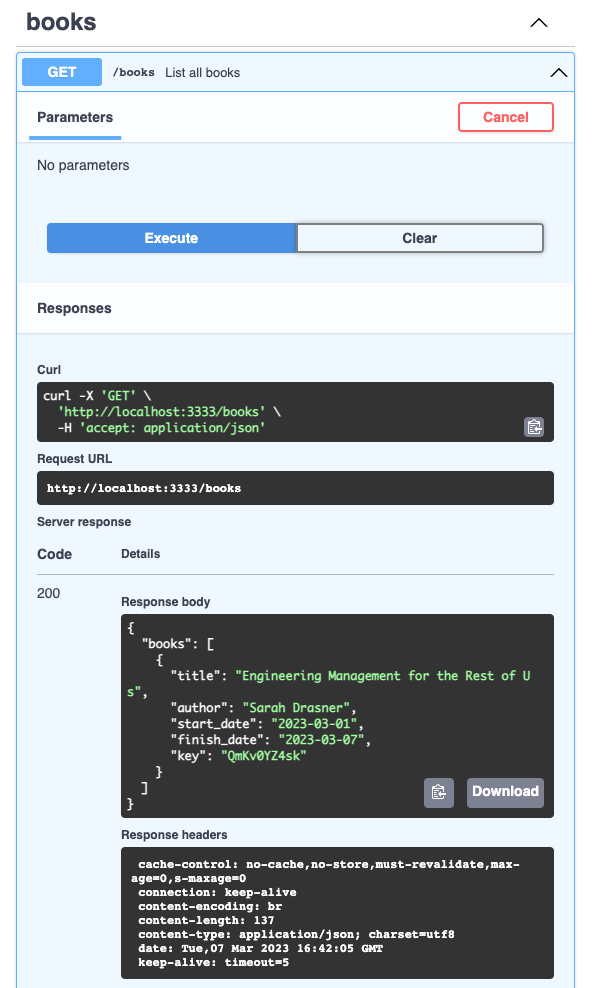 books
GET /books List all books
Parameters Cancel
No parameters
Execute Clear
Responses
Curl
curl -X 'GET' \
  'http://localhost:3333/books' \
  -H 'accept: application/json'
Request URL
http://localhost:3333/books
Server response
Code Details
200
Response body
{
  "books": [
    {
      "title": "Engineering Management for the Rest of U
s",
      "author": "Sarah Drasner",
      "start_date": "2023-03-01",
      "finish_date": "2023-03-07",
      "key": "QmKv0YZ4sk"
    }
  ]
}
Download
Response headers
 cache-control: no-cache,no-store,must-revalidate,max-
age=0,s-maxage=0
 connection: keep-alive
 content-encoding: br
 content-length: 137
 content-type: application/json; charset=utf8
 date: Tue,07 Mar 2023 16:42:05 GMT
 keep-alive: timeout=5